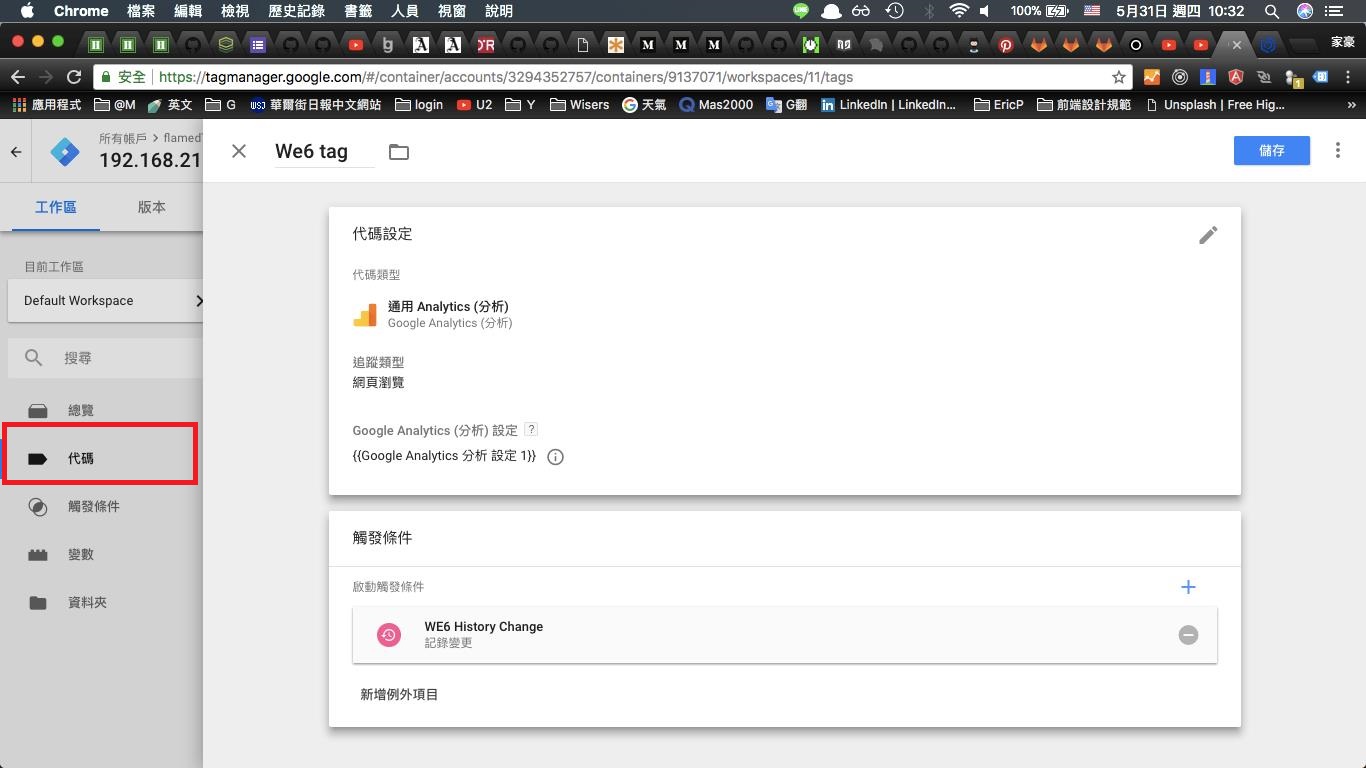 Chrome 檔案 編輯 檢視 歷史記錄 書籤 人員 視窗 說明 100% 5月31日 週四 10:32
家豪
安全 https://tagmanager.google.com/#/container/accounts/3294352757/containers/9137071/workspaces/11/tags
應用程式 @M 英文 G 華爾街日報中文網站 login U2 Y Wisers 天氣 Mas2000 G翻 LinkedIn | LinkedIn… EricP 前端設計規範 Unsplash | Free Hig… »
所有帳戶 > flamed
192.168.21
We6 tag
儲存
工作區 版本
目前工作區
Default Workspace
搜尋
總覽
代碼
觸發條件
變數
資料夾
代碼設定
代碼類型
通用 Analytics (分析)
Google Analytics (分析)
追蹤類型
網頁瀏覽
Google Analytics (分析) 設定 ?
{{Google Analytics 分析 設定 1}}
觸發條件
啟動觸發條件
WE6 History Change
記錄變更
新增例外項目